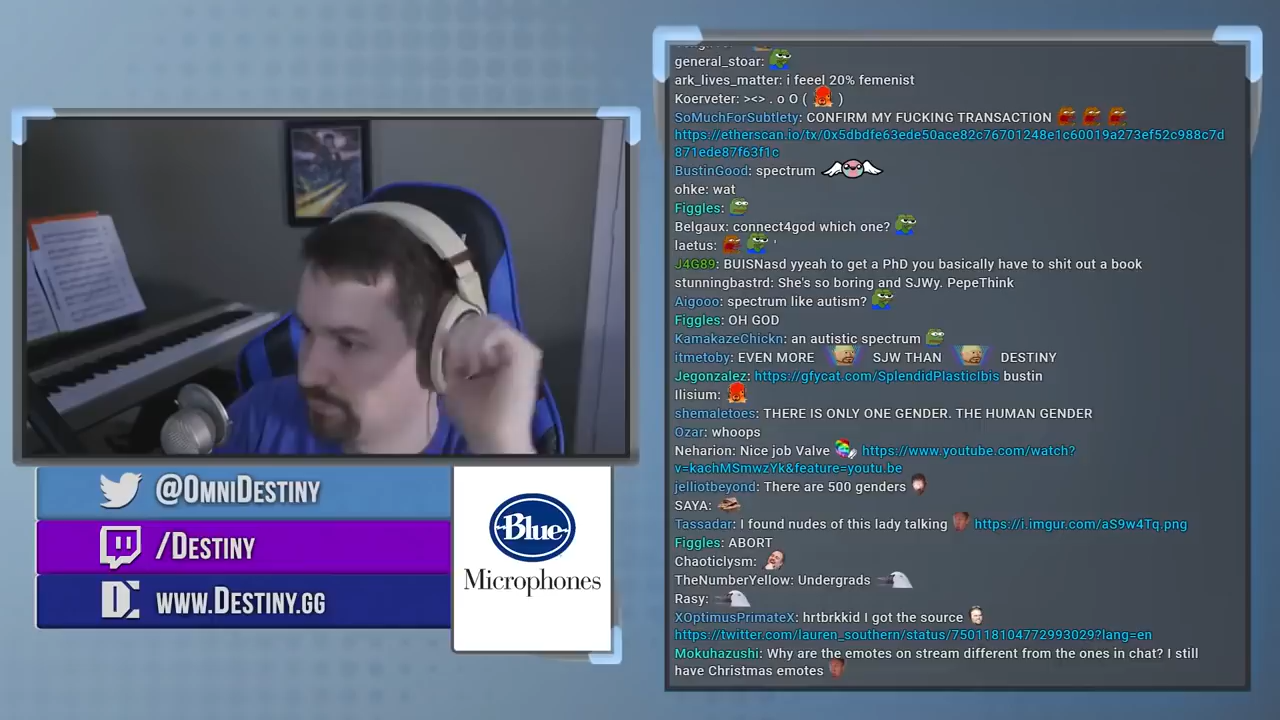 general_stoar:
ark_lives_matter: i feeel 20% femenist
Koerveter: ><> . o O ( )
SoMuchForSubtlety: CONFIRM MY FUCKING TRANSACTION
https://etherscan.io/tx/0x5dbdfe63ede50ace82c76701248e1c60019a273ef52c988c7d
871ede87f63f1c
BustinGood: spectrum
ohke: wat
Figgles:
Belgaux: connect4god which one?
laetus: '
J4G89: BUISNasd yyeah to get a PhD you basically have to shit out a book
stunningbastrd: She's so boring and SJWy. PepeThink
Aigooo: spectrum like autism?
Figgles: OH GOD
KamakazeChickn: an autistic spectrum
itmetoby: EVEN MORE SJW THAN DESTINY
Jegonzalez: https://gfycat.com/SplendidPlasticIbis bustin
Ilisium:
shemaletoes: THERE IS ONLY ONE GENDER. THE HUMAN GENDER
Ozar: whoops
Neharion: Nice job Valve https://www.youtube.com/watch?
v=kachMSmwzYk&feature=youtu.be
jelliotbeyond: There are 500 genders
SAYA:
Tassadar: I found nudes of this lady talking https://i.imgur.com/aS9w4Tq.png
Figgles: ABORT
Chaoticlysm:
TheNumberYellow: Undergrads
Rasy:
XOptimusPrimateX: hrtbrkkid I got the source
https://twitter.com/lauren_southern/status/750118104772993029?lang=en
Mokuhazushi: Why are the emotes on stream different from the ones in chat? I still
have Christmas emotes
@OmniDestiny
/Destiny
www.Destiny.gg
Blue
Microphones